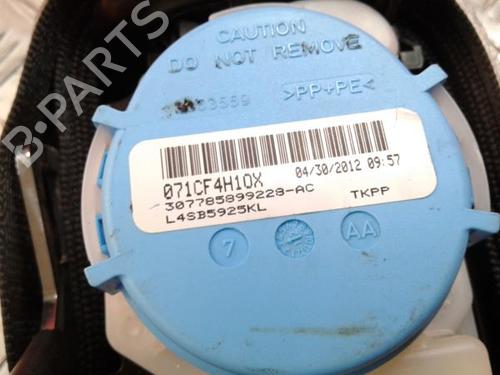 CAUTION
DO NOT REMOVE
>PP+PE<
071CF4H10X
04/30/2012 09:57
307785899228-AC
TKPP
L4SB5925KL
7
AA
B-PARTS